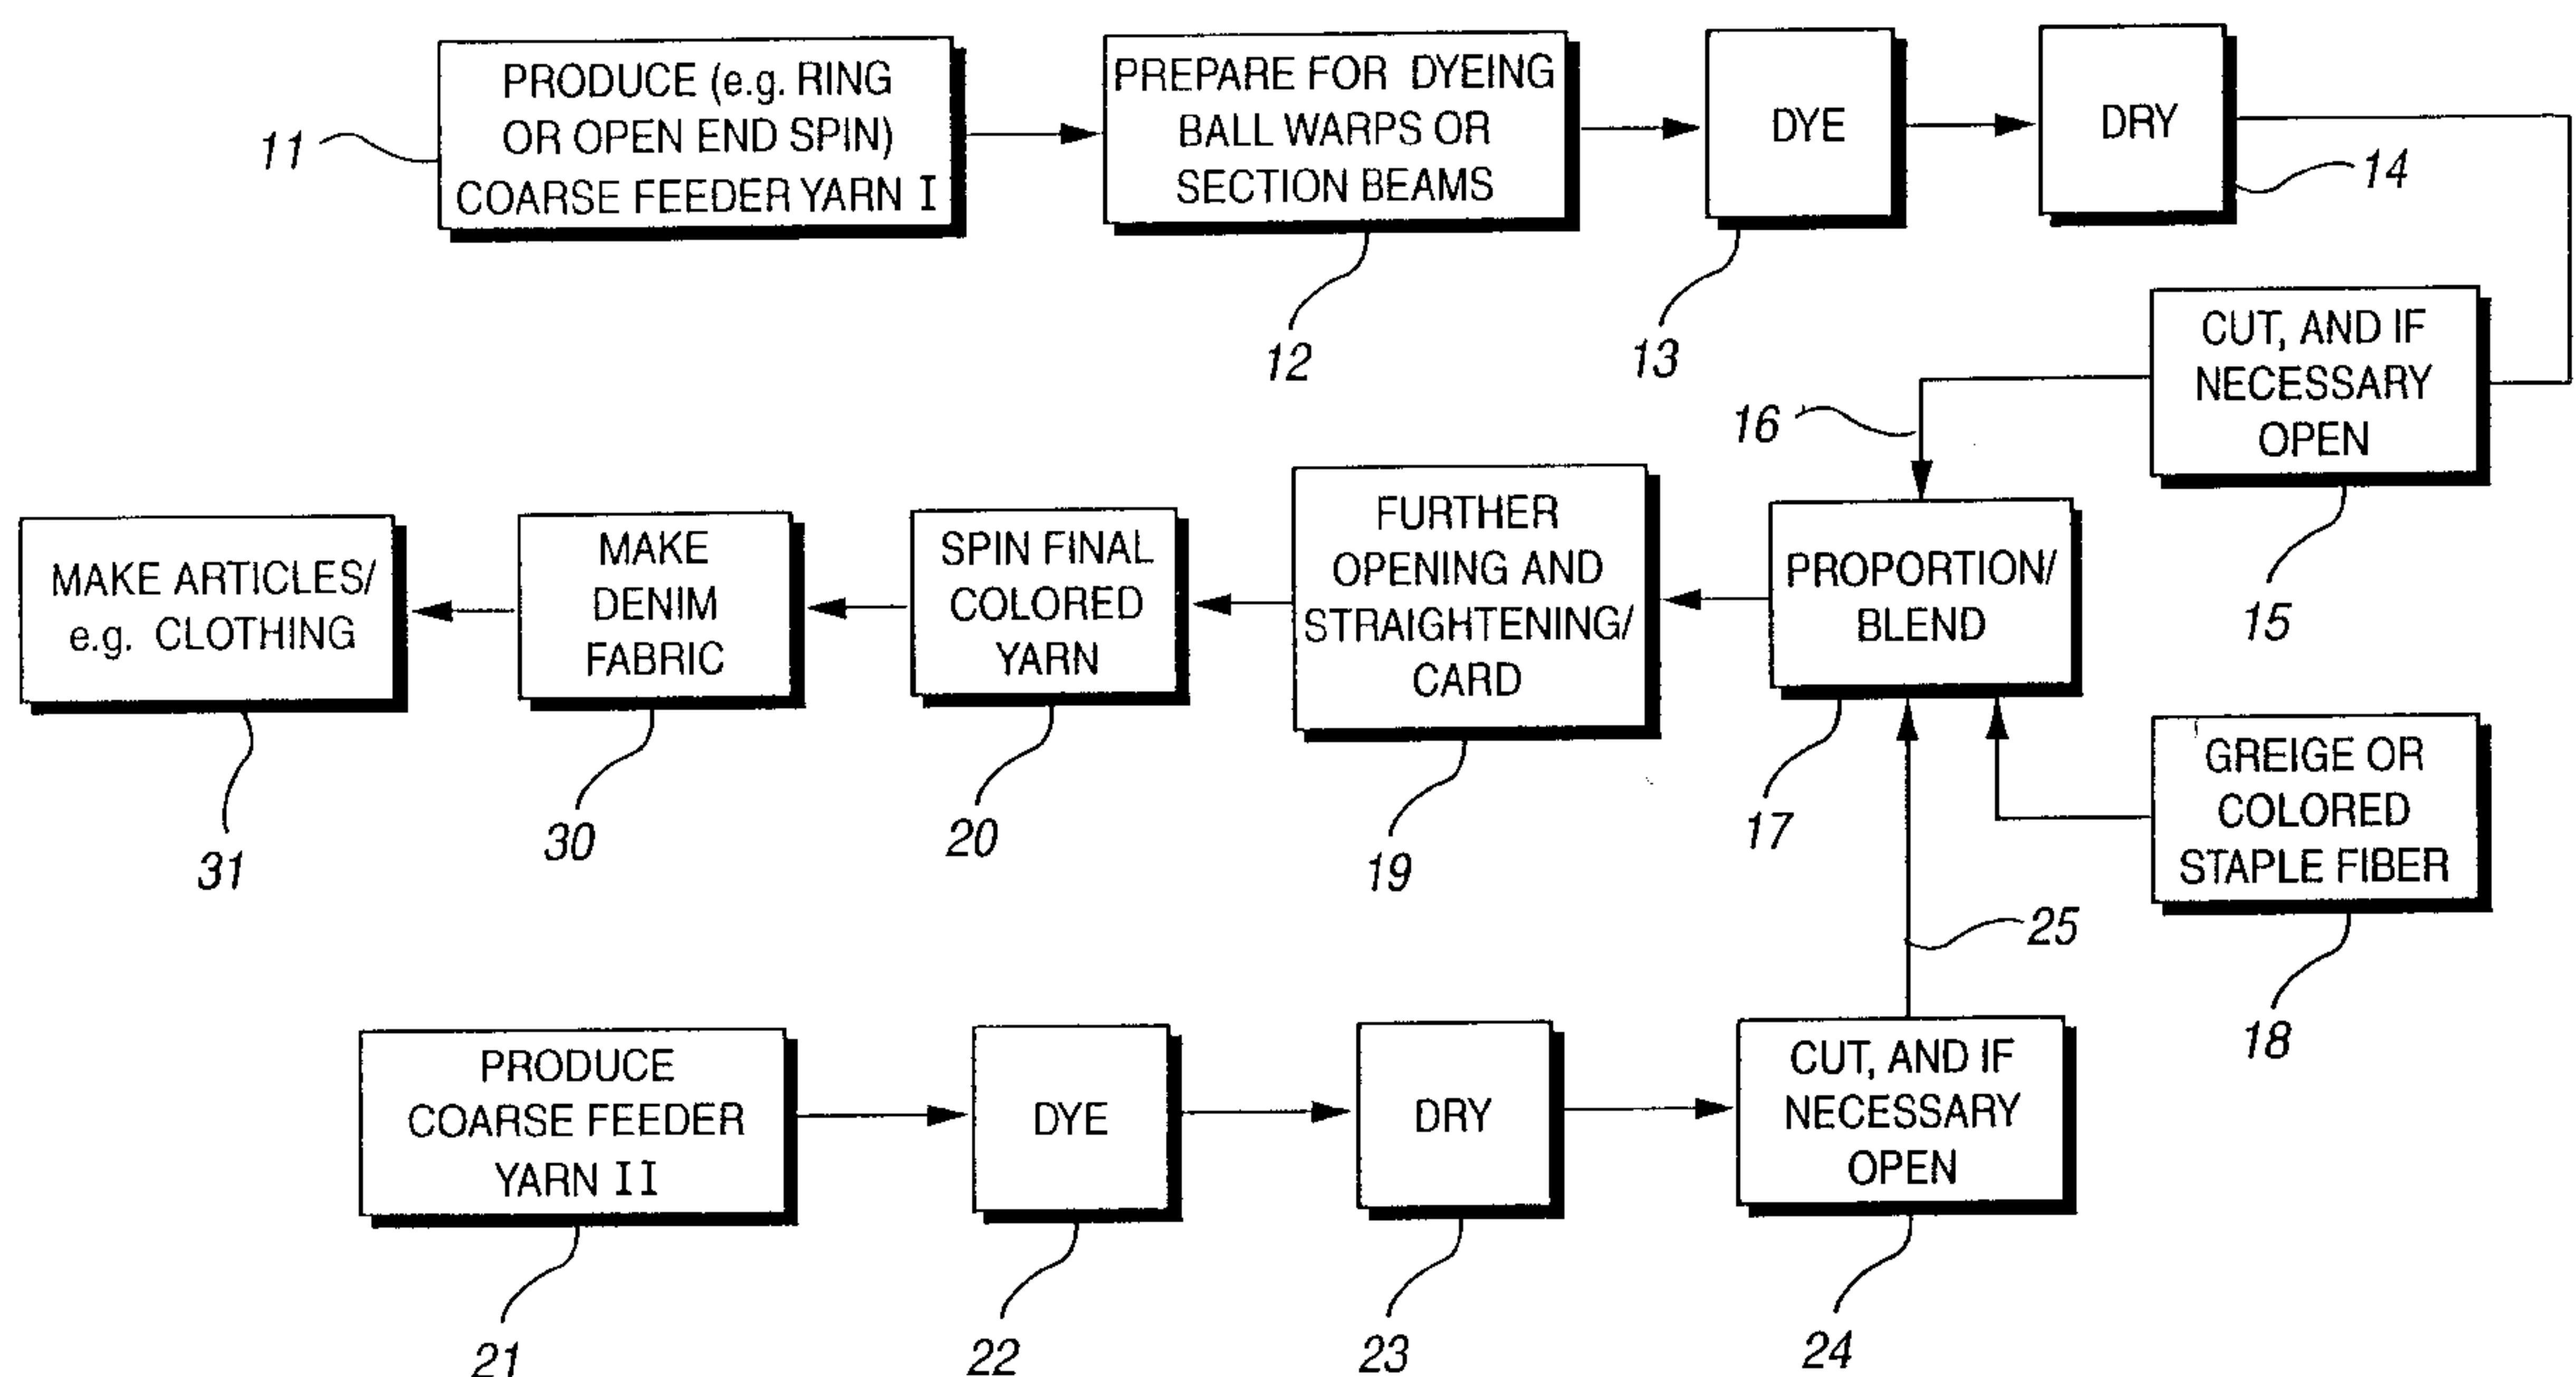 PRODUCE (e.g. RING
OR OPEN END SPIN)
COARSE FEEDER YARN I
11
PREPARE FOR DYEING
BALL WARPS OR
SECTION BEAMS
12
DYE
13
DRY
14
CUT, AND IF
NECESSARY
OPEN
15
16
PROPORTION/
BLEND
17
GREIGE OR
COLORED
STAPLE FIBER
18
FURTHER
OPENING AND
STRAIGHTENING/
CARD
19
SPIN FINAL
COLORED
YARN
20
MAKE
DENIM
FABRIC
30
MAKE ARTICLES/
e.g. CLOTHING
31
PRODUCE
COARSE FEEDER
YARN II
21
DYE
22
DRY
23
CUT, AND IF
NECESSARY
OPEN
24
25